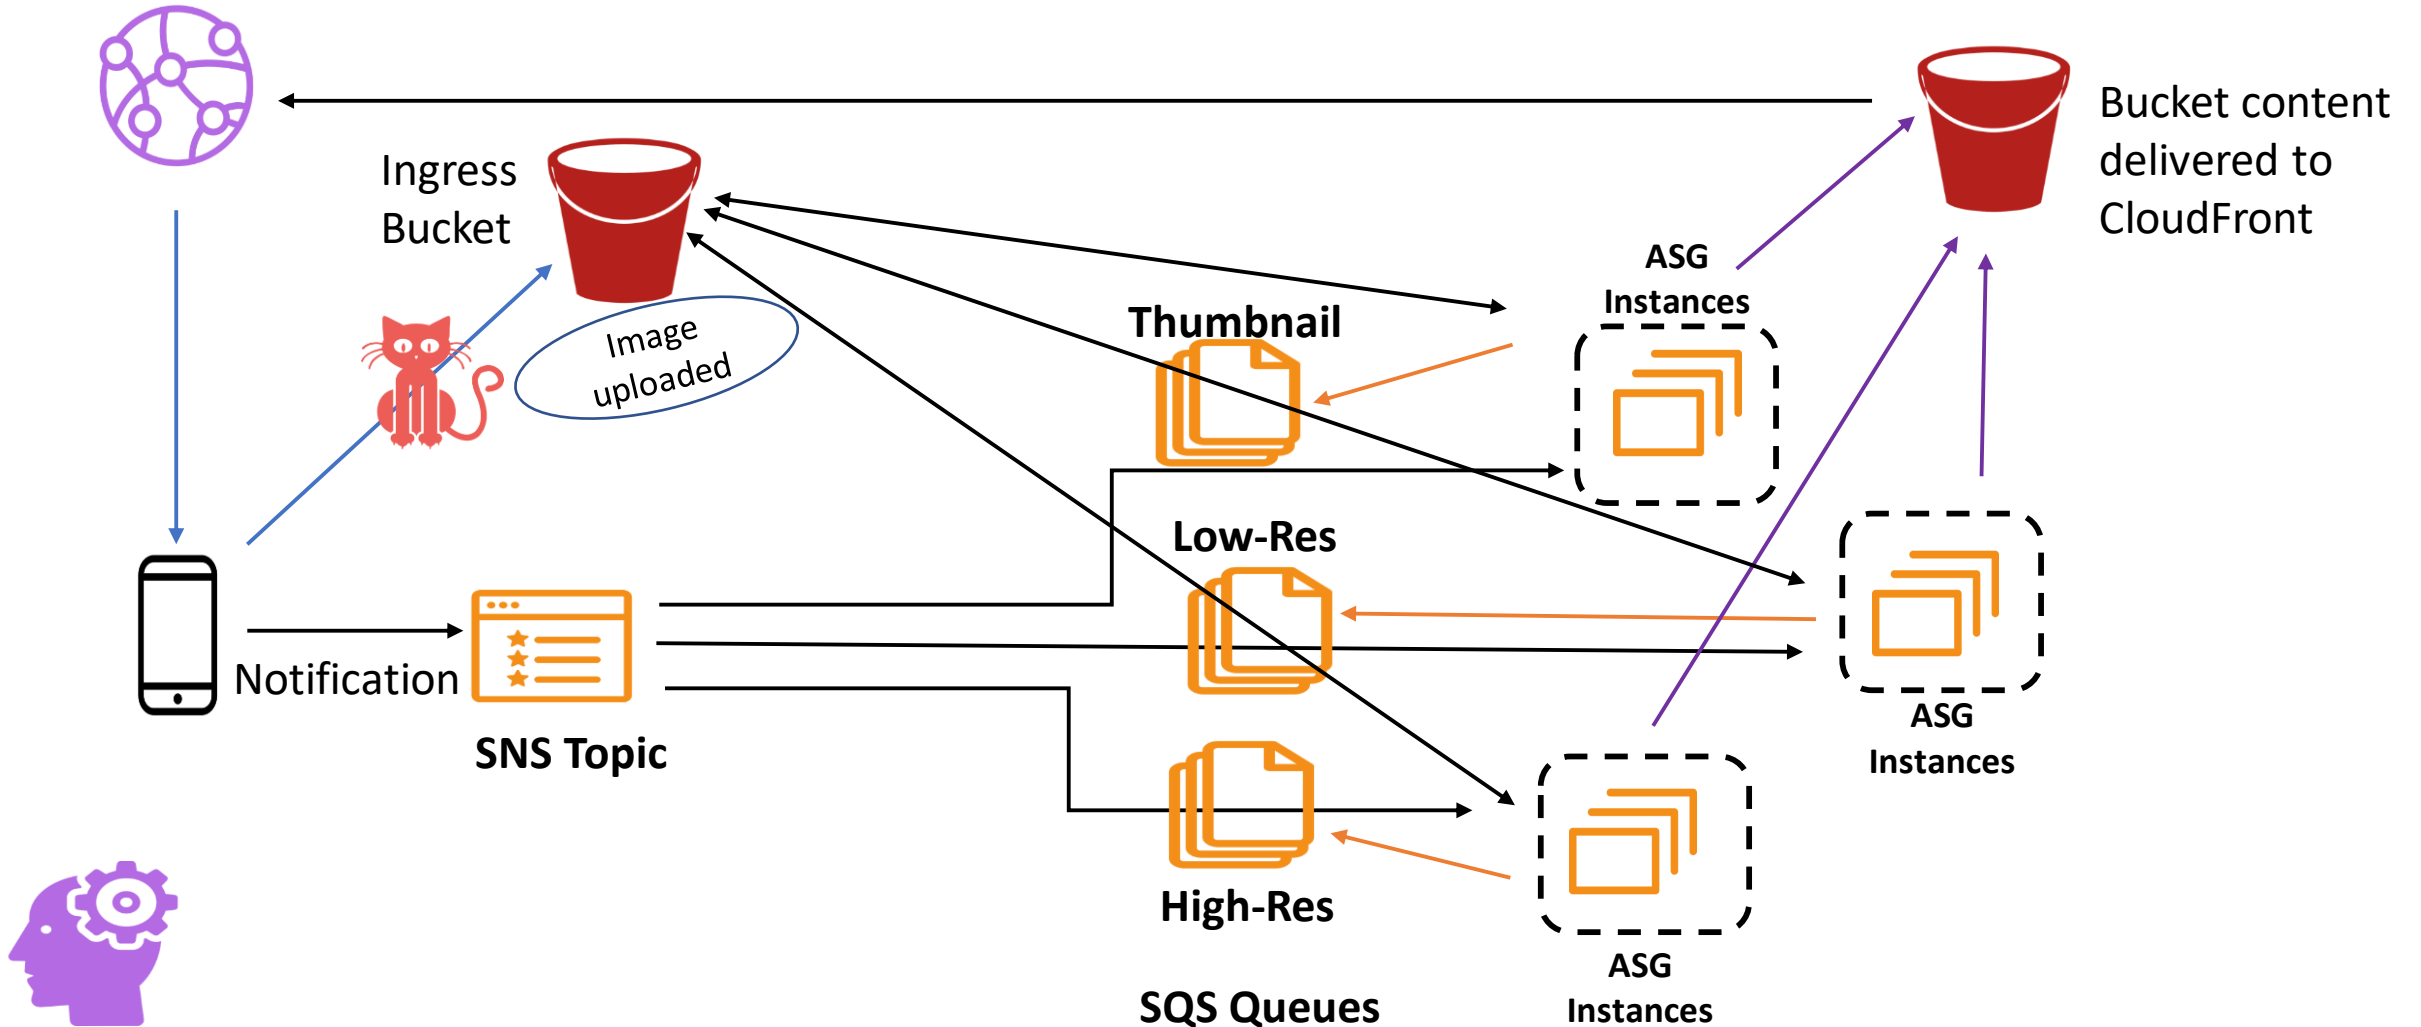 Ingress
Bucket
Image
uploaded
Bucket content
delivered to
CloudFront
ASG
Instances
Thumbnail
Low-Res
Notification
SNS Topic
ASG
Instances
High-Res
ASG
Instances
SQS Queues